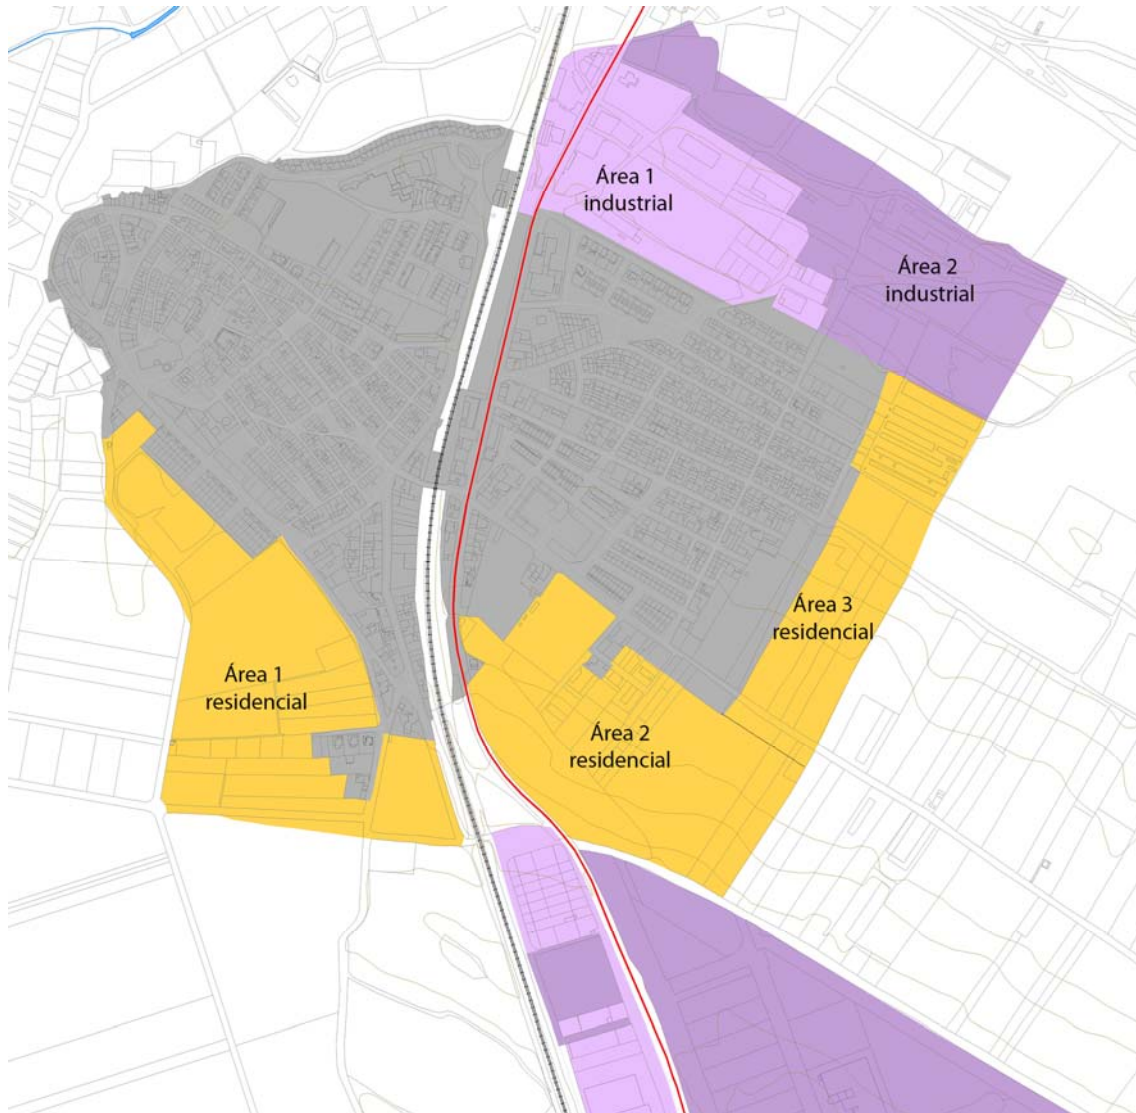 Área 1
industrial
Área 2
industrial
Área 3
residencial
Área 1
residencial
Área 2
residencial